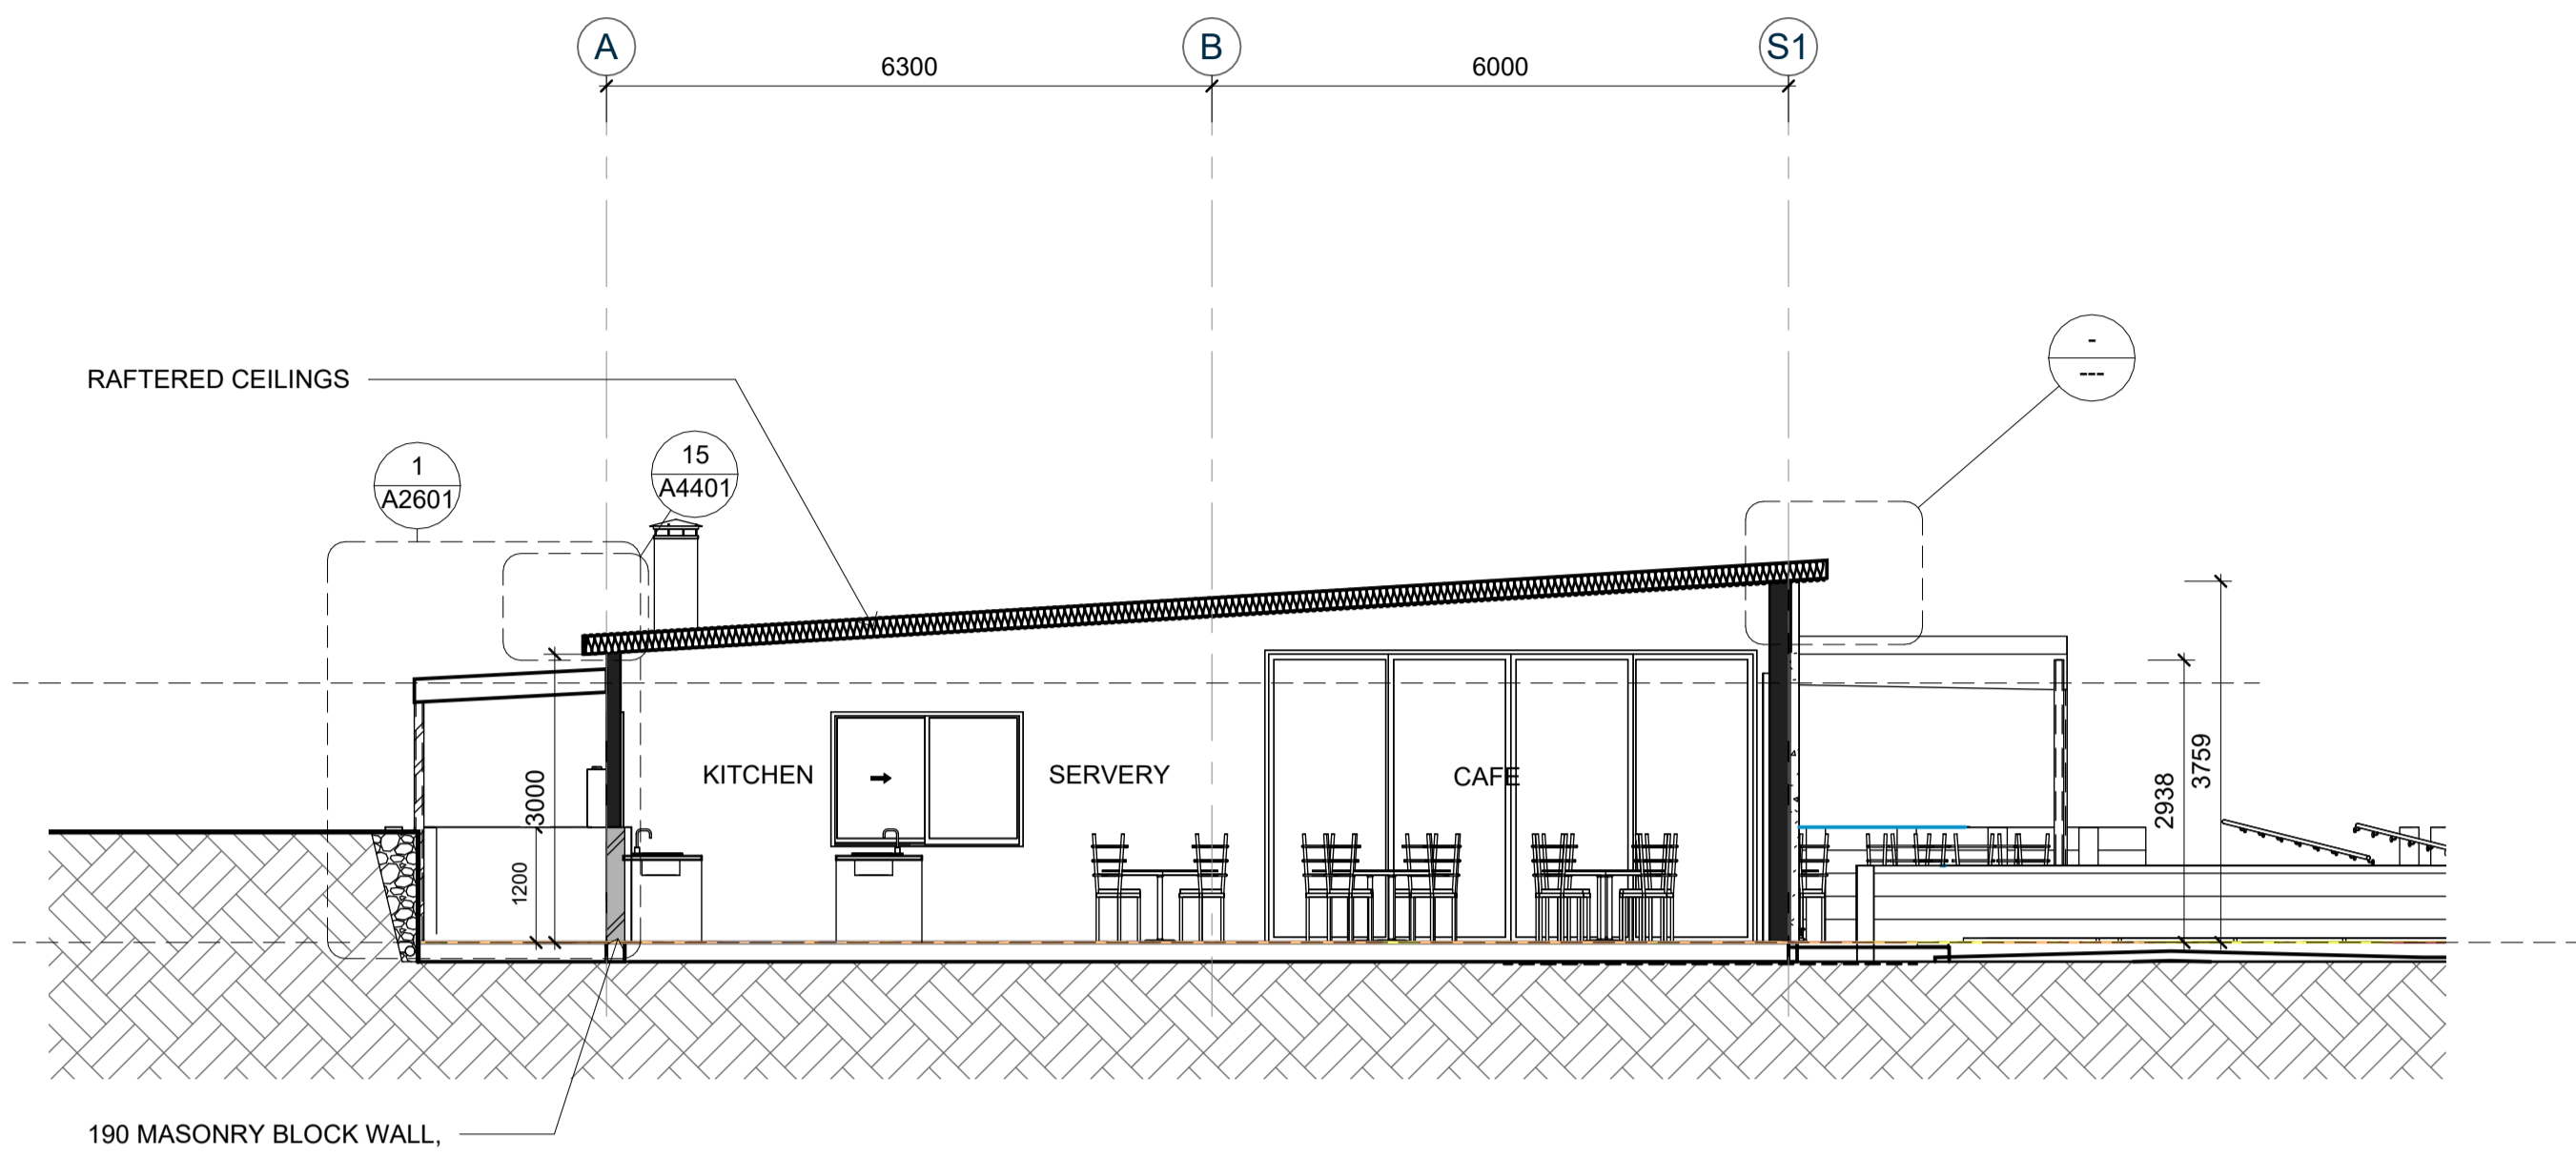 A
B
S1
6300
6000
-
---
RAFTERED CEILINGS
15
A4401
1
A2601
KITCHEN
SERVERY
CAFE
3000
1200
2938
3759
190 MASONRY BLOCK WALL,